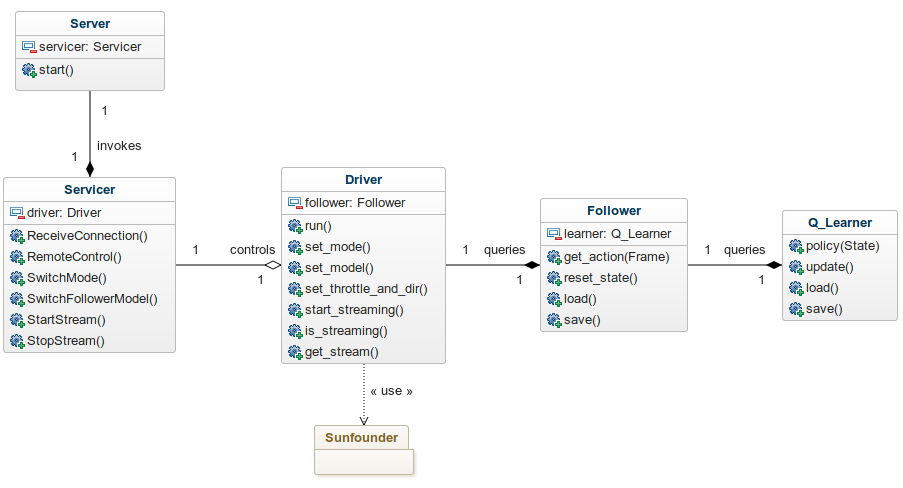 Server
servicer: Servicer
start()
1
invokes
1
Servicer
driver: Driver
ReceiveConnection()
RemoteControl()
SwitchMode()
SwitchFollowerModel()
StartStream()
StopStream()
1
controls
1
Driver
follower: Follower
run()
set_mode()
set_model()
set_throttle_and_dir()
start_streaming()
is_streaming()
get_stream()
« use »
Sunfounder
1
queries
1
Follower
learner: Q_Learner
get_action(Frame)
reset_state()
load()
save()
1
queries
1
Q_Learner
policy(State)
update()
load()
save()